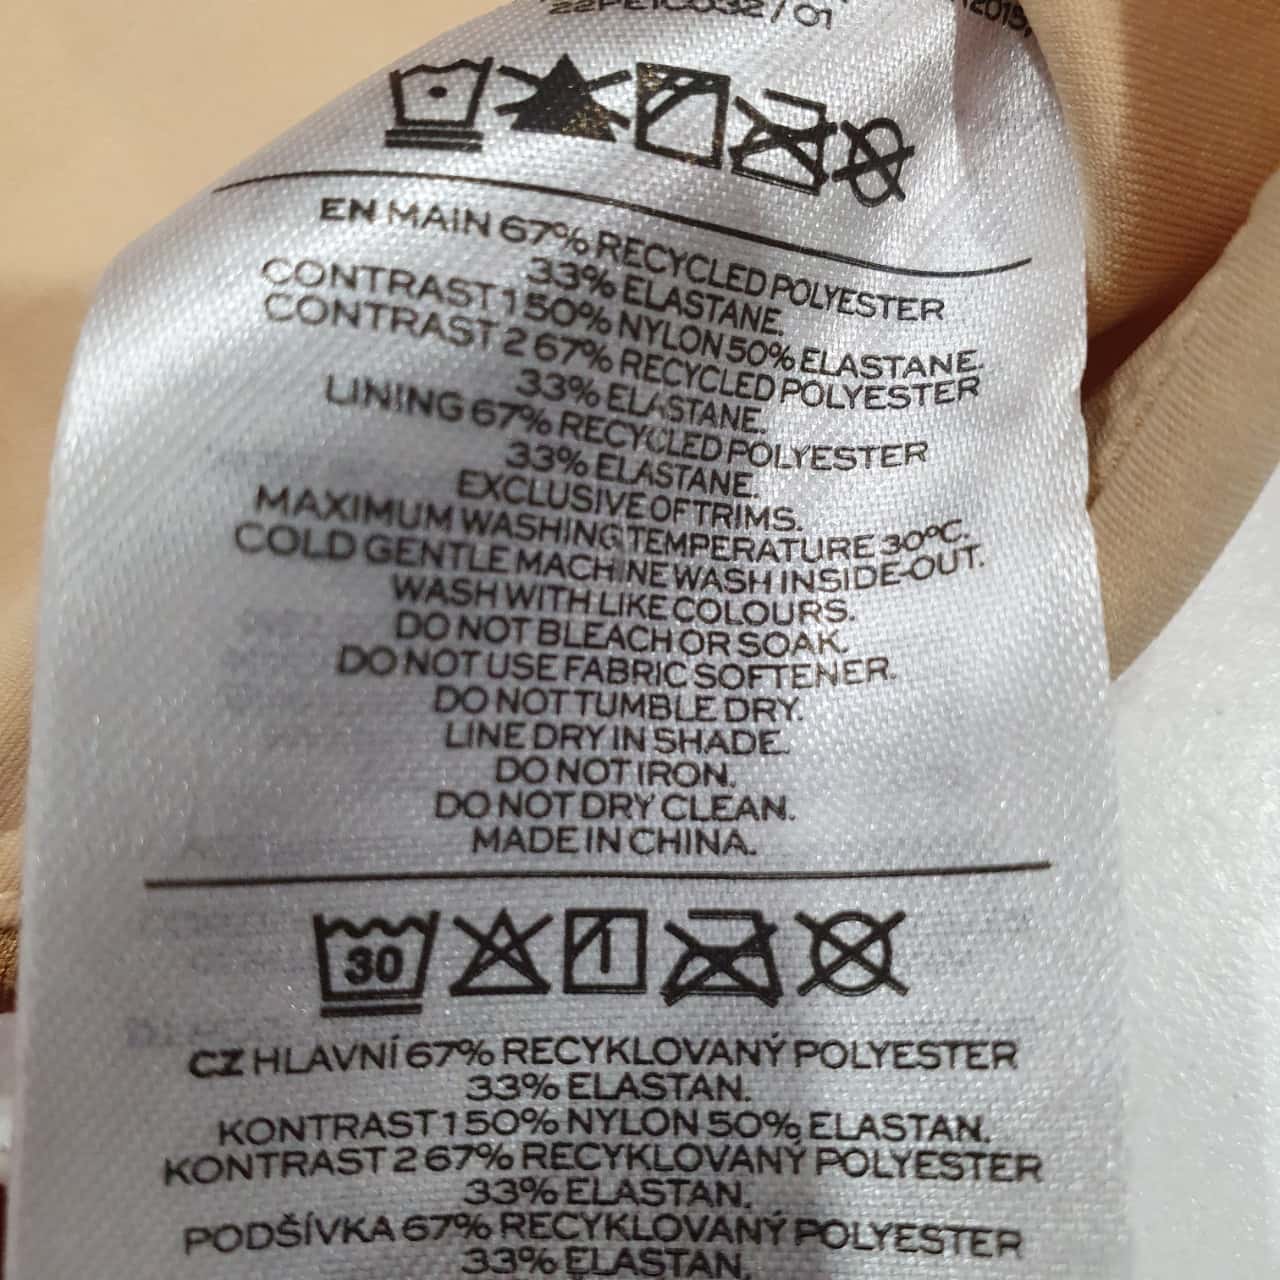 /01
EN MAIN 67% RECYCLED POLYESTER
33% ELASTANE.
CONTRAST 1 50% NYLON 50% ELASTANE.
CONTRAST 2 67% RECYCLED POLYESTER
33% ELASTANE.
LINING 67% RECYCLED POLYESTER
33% ELASTANE.
EXCLUSIVE OF TRIMS.
MAXIMUM WASHING TEMPERATURE 30ºC.
COLD GENTLE MACHINE WASH INSIDE-OUT.
WASH WITH LIKE COLOURS.
DO NOT BLEACH OR SOAK.
DO NOT USE FABRIC SOFTENER.
DO NOT TUMBLE DRY.
LINE DRY IN SHADE.
DO NOT IRON.
DO NOT DRY CLEAN.
MADE IN CHINA.
30
CZ HLAVNÍ 67% RECYKLOVANÝ POLYESTER
33% ELASTAN.
KONTRAST 1 50% NYLON 50% ELASTAN.
KONTRAST 2 67% RECYKLOVANÝ POLYESTER
33% ELASTAN.
PODŠÍVKA 67% RECYKLOVANÝ POLYESTER
33% ELASTAN.